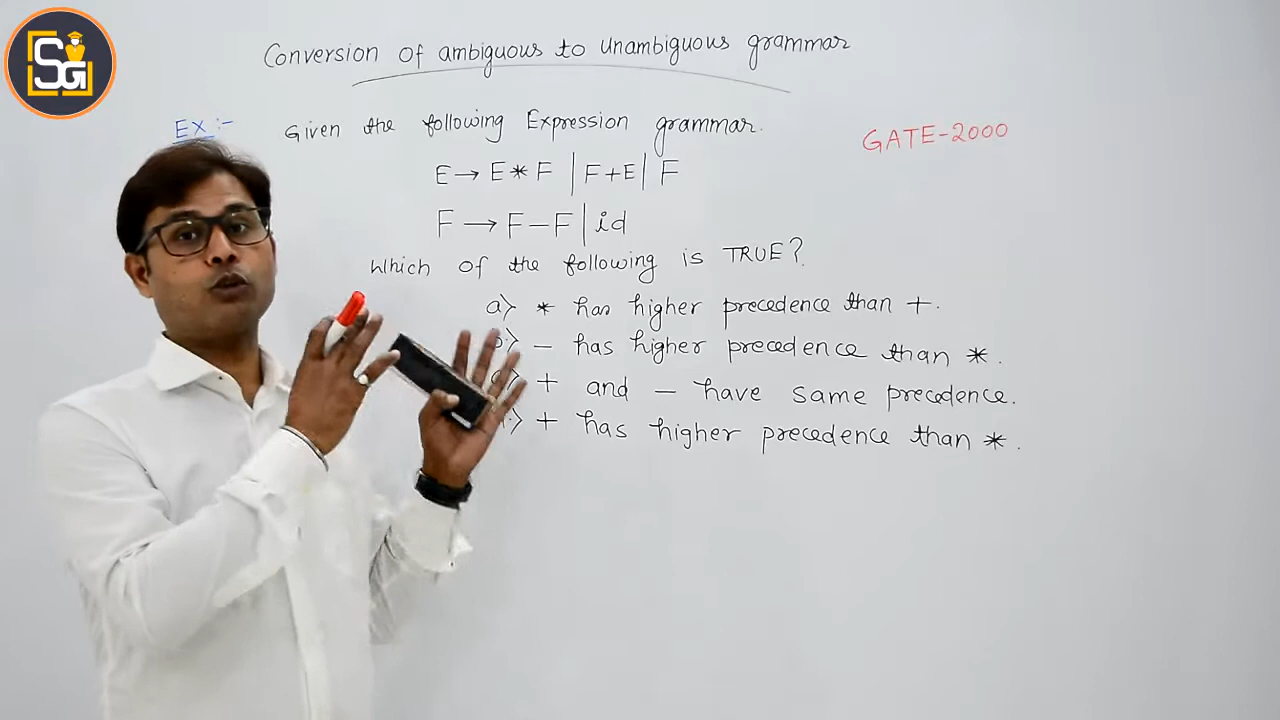 SG
Conversion of ambiguous to unambiguous grammar
Ex:- Given the following Expression grammar.
GATE-2000
E → E * F | F + E | F
F → F - F | id
Which of the following is TRUE?
a) * has higher precedence than +.
b) - has higher precedence than *.
+ and - have same precedence.
+ has higher precedence than *.